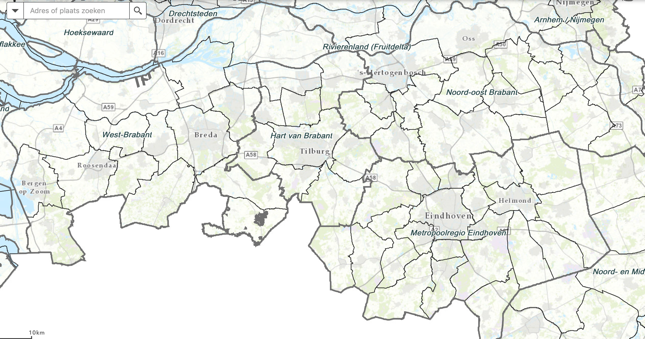 Adres of plaats zoeken
Drechtsteden
Dordrecht
Nijmegen
Arnhem / Nijmegen
Hoeksewaard
flakkee
Rivierenland (Fruitdelta)
Oss
A16
A50
's-Hertogenbosch
Noord-oost Brabant
A59
A4
West-Brabant
Breda
Hart van Brabant
A73
Tilburg
A58
Roosendaal
A58
Bergen
op Zoom
Helmond
Eindhoven
Metropoolregio Eindhoven
Noord- en Mid
10km